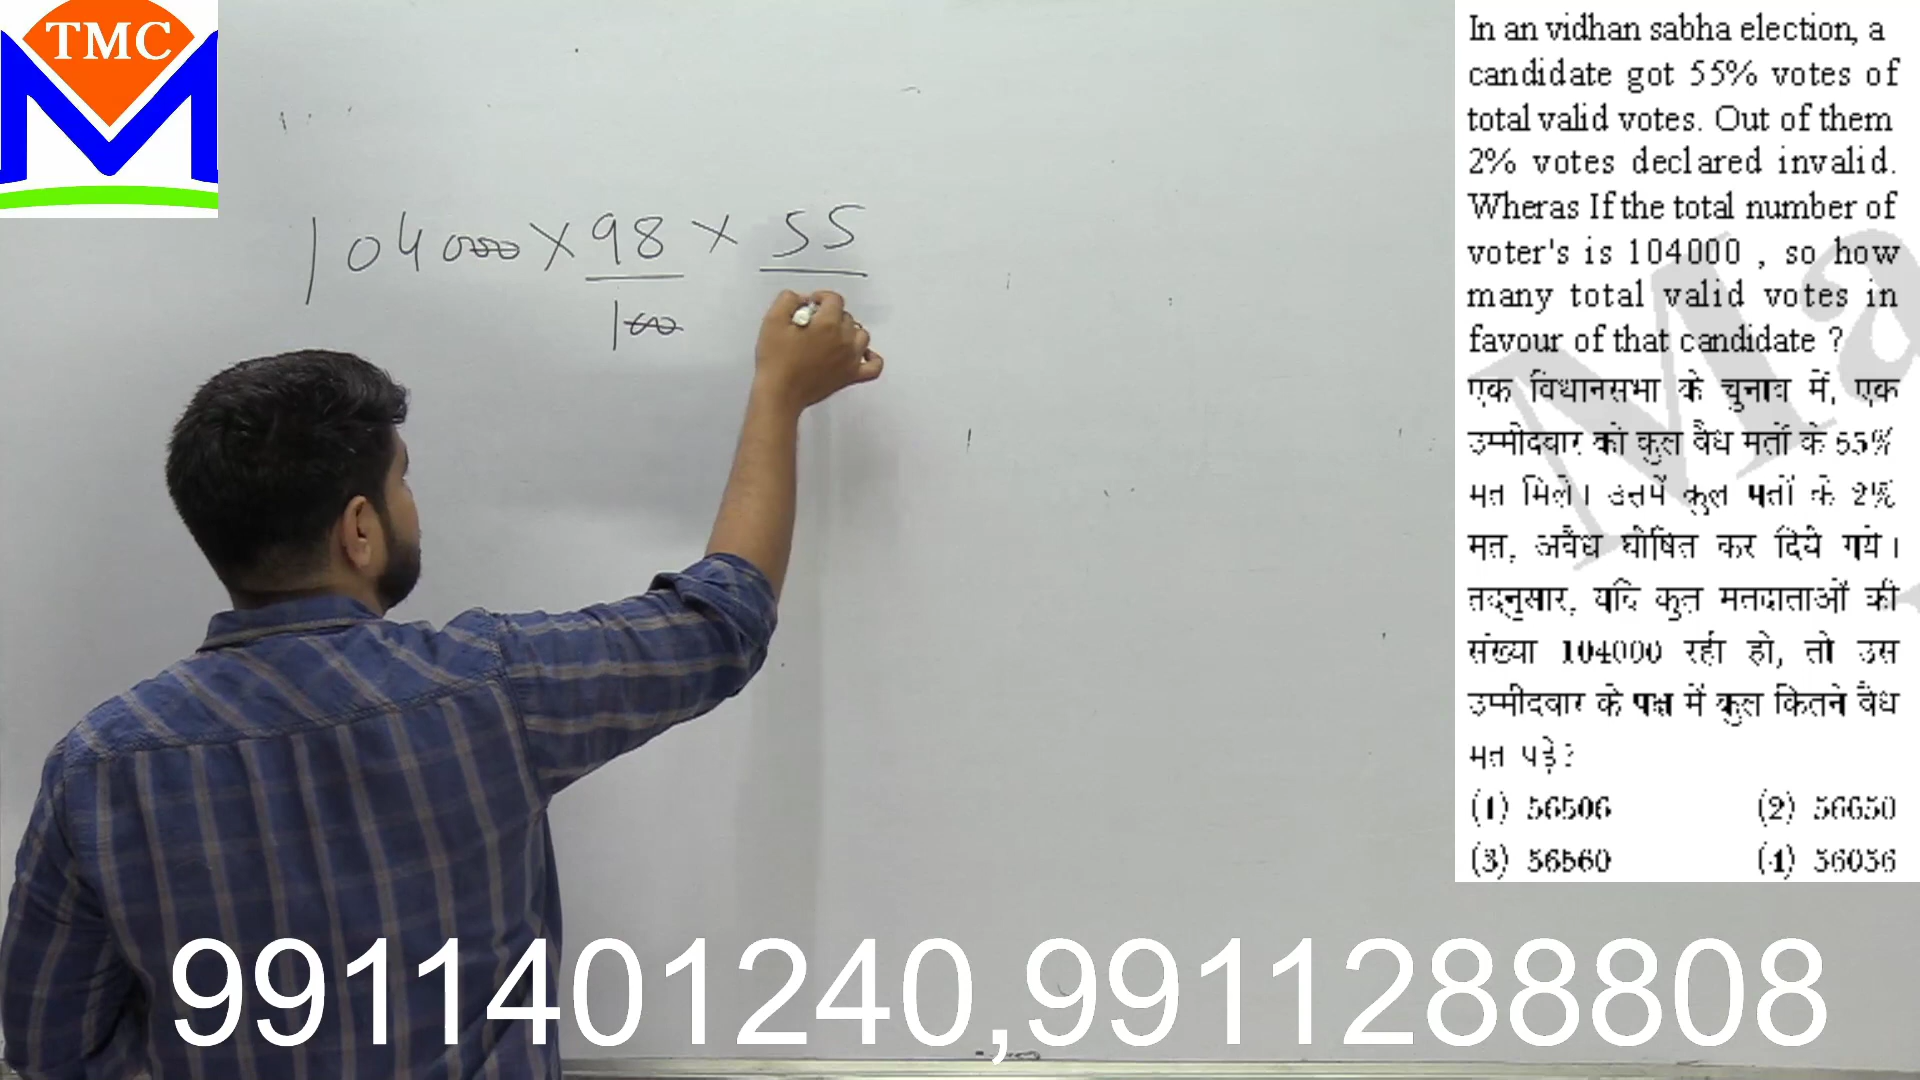 TMC
M
104000 × 98 × 55
100
In an vidhan sabha election, a
candidate got 55% votes of
total valid votes. Out of them
2% votes declared invalid.
Wheras If the total number of
voter's is 104000 , so how
many total valid votes in
favour of that candidate ?
एक विधानसभा के चुनाव में, एक
उम्मीदवार को कुल वैध मतों के 55%
मत मिले। उनमें कुल मतों के 2%
मत, अवैध घोषित कर दिये गये।
तद्नुसार, यदि कुल मतदाताओं की
संख्या 104000 रही हो, तो उस
उम्मीदवार के पक्ष में कुल कितने वैध
मत पड़े?
(1) 56506 (2) 56650
(3) 56560 (4) 56056
9911401240,9911288808